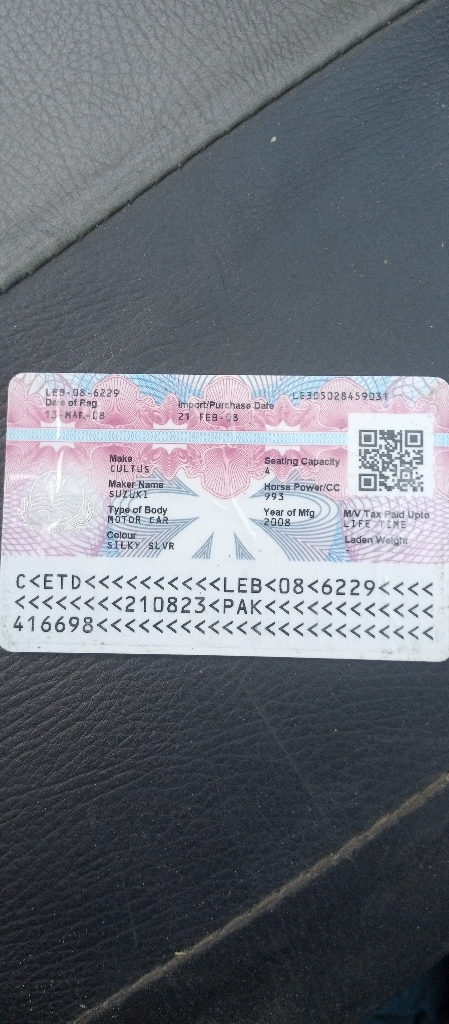 LEB-08-6229
LE305028459031
Date of Reg
Import/Purchase Date
13-MAR-08
21 FEB-08
Make
CULTUS
Seating Capacity
4
Maker Name
SUZUKI
Horse Power/CC
993
Type of Body
MOTOR CAR
Year of Mfg
2008
M/V Tax Paid Upto
LIFE TIME
Colour
SILKY SLVR
Laden Weight
-
C<ETD<<<<<<<<<<<LEB<08<6229<<<<
<<<<<<<<210823<PAK<<<<<<<<<<<<<
416698<<<<<<<<<<<<<<<<<<<<<<<<<